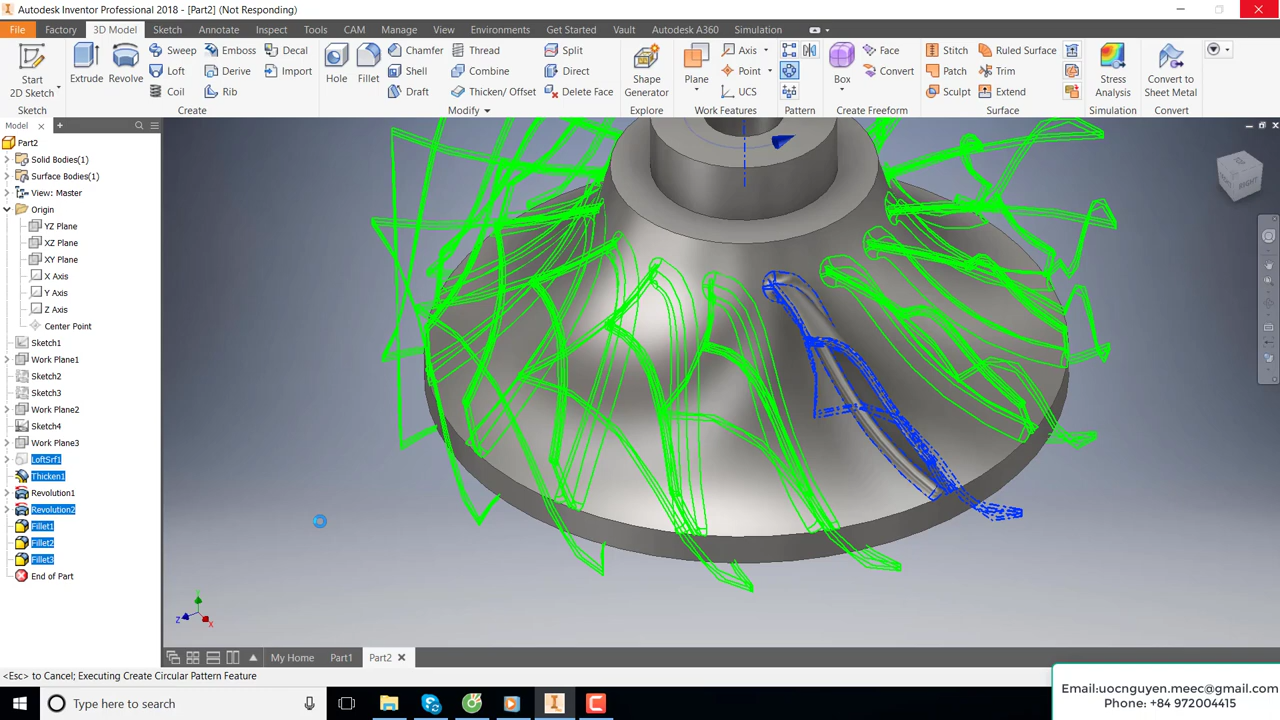 Autodesk Inventor Professional 2018 - [Part2] (Not Responding)
File Factory 3D Model Sketch Annotate Inspect Tools CAM Manage View Environments Get Started Vault Autodesk A360 Simulation
Start 2D Sketch Extrude Revolve Sweep Loft Coil Emboss Derive Rib Decal Import
Hole Fillet Chamfer Shell Draft Thread Combine Thicken/ Offset Split Direct Delete Face
Shape Generator Plane Axis Point UCS
Box Face Convert Stitch Patch Sculpt Ruled Surface Trim Extend
Stress Analysis Convert to Sheet Metal
Sketch Create Modify Explore Work Features Pattern Create Freeform Surface Simulation Convert
Model
Part2
Solid Bodies(1)
Surface Bodies(1)
View: Master
Origin
YZ Plane
XZ Plane
XY Plane
X Axis
Y Axis
Z Axis
Center Point
Sketch1
Work Plane1
Sketch2
Sketch3
Work Plane2
Sketch4
Work Plane3
LoftSrf1
Thicken1
Revolution1
Revolution2
Fillet1
Fillet2
Fillet3
End of Part
RIGHT
Z X
My Home Part1 Part2
<Esc> to Cancel; Executing Create Circular Pattern Feature
Type here to search
Email:uocnguyen.meec@gmail.com
Phone: +84 972004415